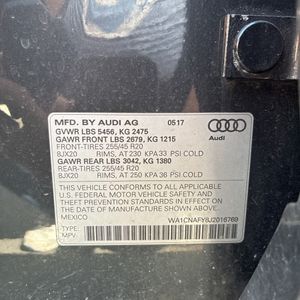 MFD. BY AUDI AG 0517
GVWR LBS 5456, KG 2475
GAWR FRONT LBS 2679, KG 1215
FRONT-TIRES 255/45 R20
8JX20 RIMS, AT 230 KPA 33 PSI COLD
GAWR REAR LBS 3042, KG 1380
REAR-TIRES 255/45 R20
8JX20 RIMS, AT 250 KPA 36 PSI COLD
Audi
THIS VEHICLE CONFORMS TO ALL APPLICABLE
U.S. FEDERAL MOTOR VEHICLE SAFETY AND
THEFT PREVENTION STANDARDS IN EFFECT ON
THE DATE OF MANUFACTURE SHOWN ABOVE.
MEXICO WA1CNAFY8J2016769
TYPE:
MPV